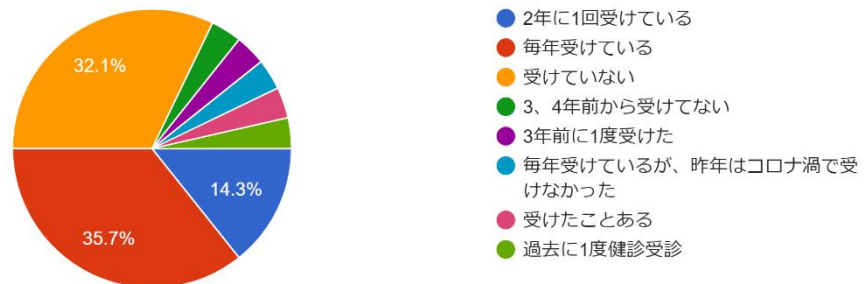 32.1%
14.3%
35.7%
2年に1回受けている
毎年受けている
受けていない
3、4年前から受けてない
3年前に1度受けた
毎年受けているが、昨年はコロナ渦で受
けなかった
受けたことある
過去に1度健診受診